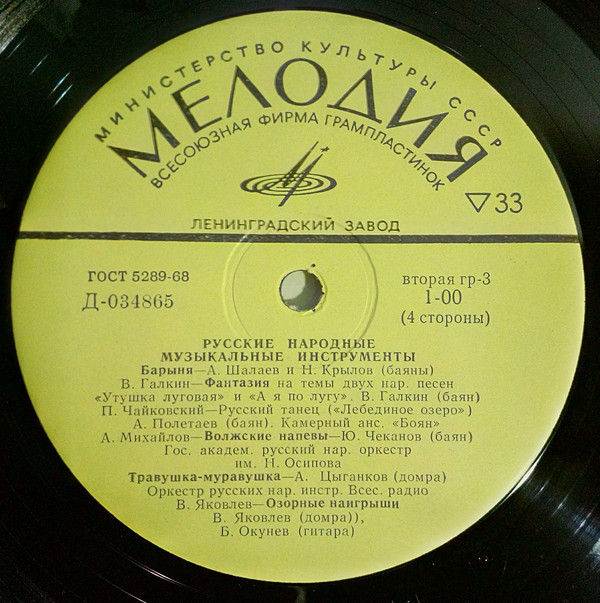 МИНИСТЕРСТВО КУЛЬТУРЫ СССР
МЕЛОДИЯ
ВСЕСОЮЗНАЯ ФИРМА ГРАМПЛАСТИНОК
▽33
ЛЕНИНГРАДСКИЙ ЗАВОД
ГОСТ 5289-68
Д-034865
вторая гр-3
1-00
(4 стороны)
РУССКИЕ НАРОДНЫЕ
МУЗЫКАЛЬНЫЕ ИНСТРУМЕНТЫ
Барыня—А. Шалаев и Н. Крылов (баяны)
В. Галкин—Фантазия на темы двух нар. песен
«Утушка луговая» и «А я по лугу». В. Галкин (баян)
П. Чайковский—Русский танец («Лебединое озеро»)
А. Полетаев (баян). Камерный анс. «Боян»
А. Михайлов—Волжские напевы—Ю. Чеканов (баян)
Гос. академ. русский нар. оркестр
им. Н. Осипова
Травушка-муравушка—А. Цыганков (домра)
Оркестр русских нар. инстр. Всес. радио
В. Яковлев—Озорные наигрыши
В. Яковлев (домра)),
Б. Окунев (гитара)